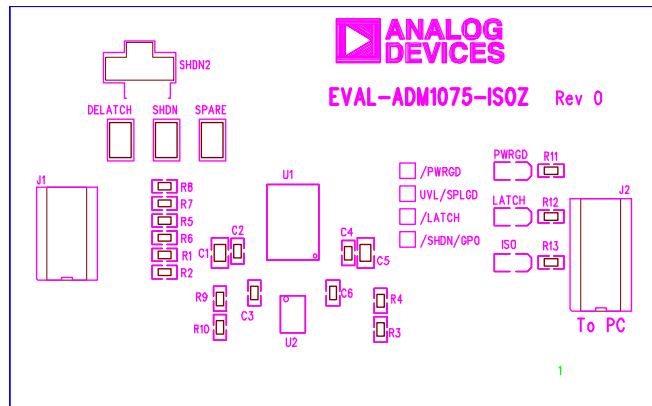 ANALOG
DEVICES
EVAL-ADM1075-ISOZ Rev 0
SHDN2
DELATCH SHDN SPARE
J1
R8
R7
R5
R6
R1
R2
U1
C1
C2
C4
C5
C3
C6
R9
R10
U2
R4
R3
/PWRGD
UVL/SPLGD
/LATCH
/SHDN/GPO
PWRGD R11
LATCH R12
ISO R13
J2
To PC
1